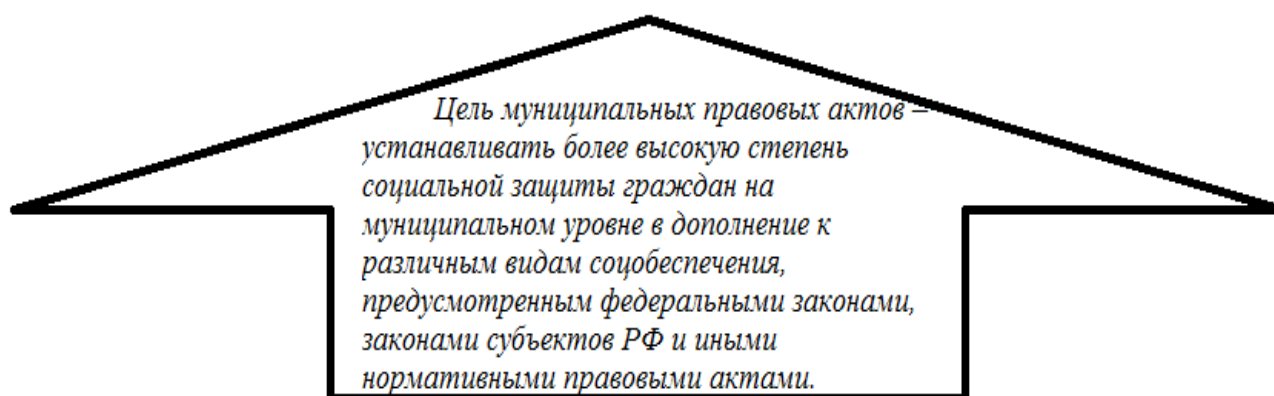 Цель муниципальных правовых актов –
устанавливать более высокую степень
социальной защиты граждан на
муниципальном уровне в дополнение к
различным видам соцобеспечения,
предусмотренным федеральными законами,
законами субъектов РФ и иными
нормативными правовыми актами.